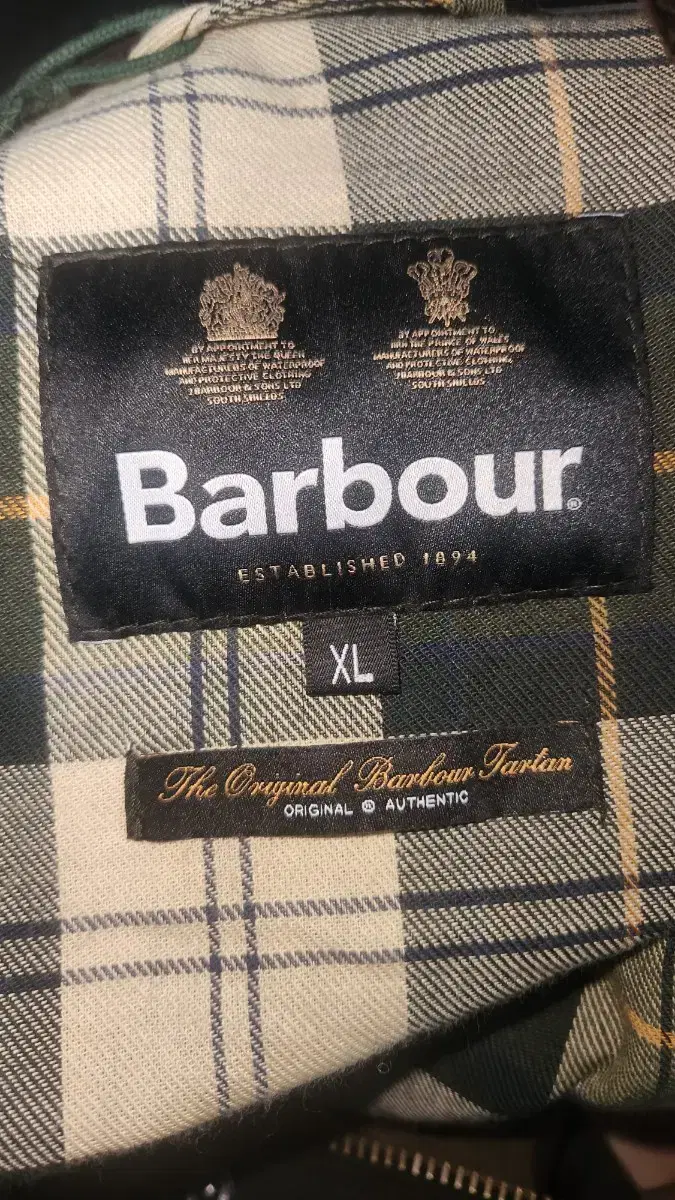 BY APPOINTMENT TO
HER MAJESTY THE QUEEN
MANUFACTURERS OF WATERPROOF
AND PROTECTIVE CLOTHING
J BARBOUR & SONS LTD
SOUTH SHIELDS
BY APPOINTMENT TO
HRH THE PRINCE OF WALES
MANUFACTURERS OF WATERPROOF
AND PROTECTIVE CLOTHING
J BARBOUR & SONS LTD
SOUTH SHIELDS
Barbour®
ESTABLISHED 1894
XL
The Original Barbour Tartan
ORIGINAL ® AUTHENTIC